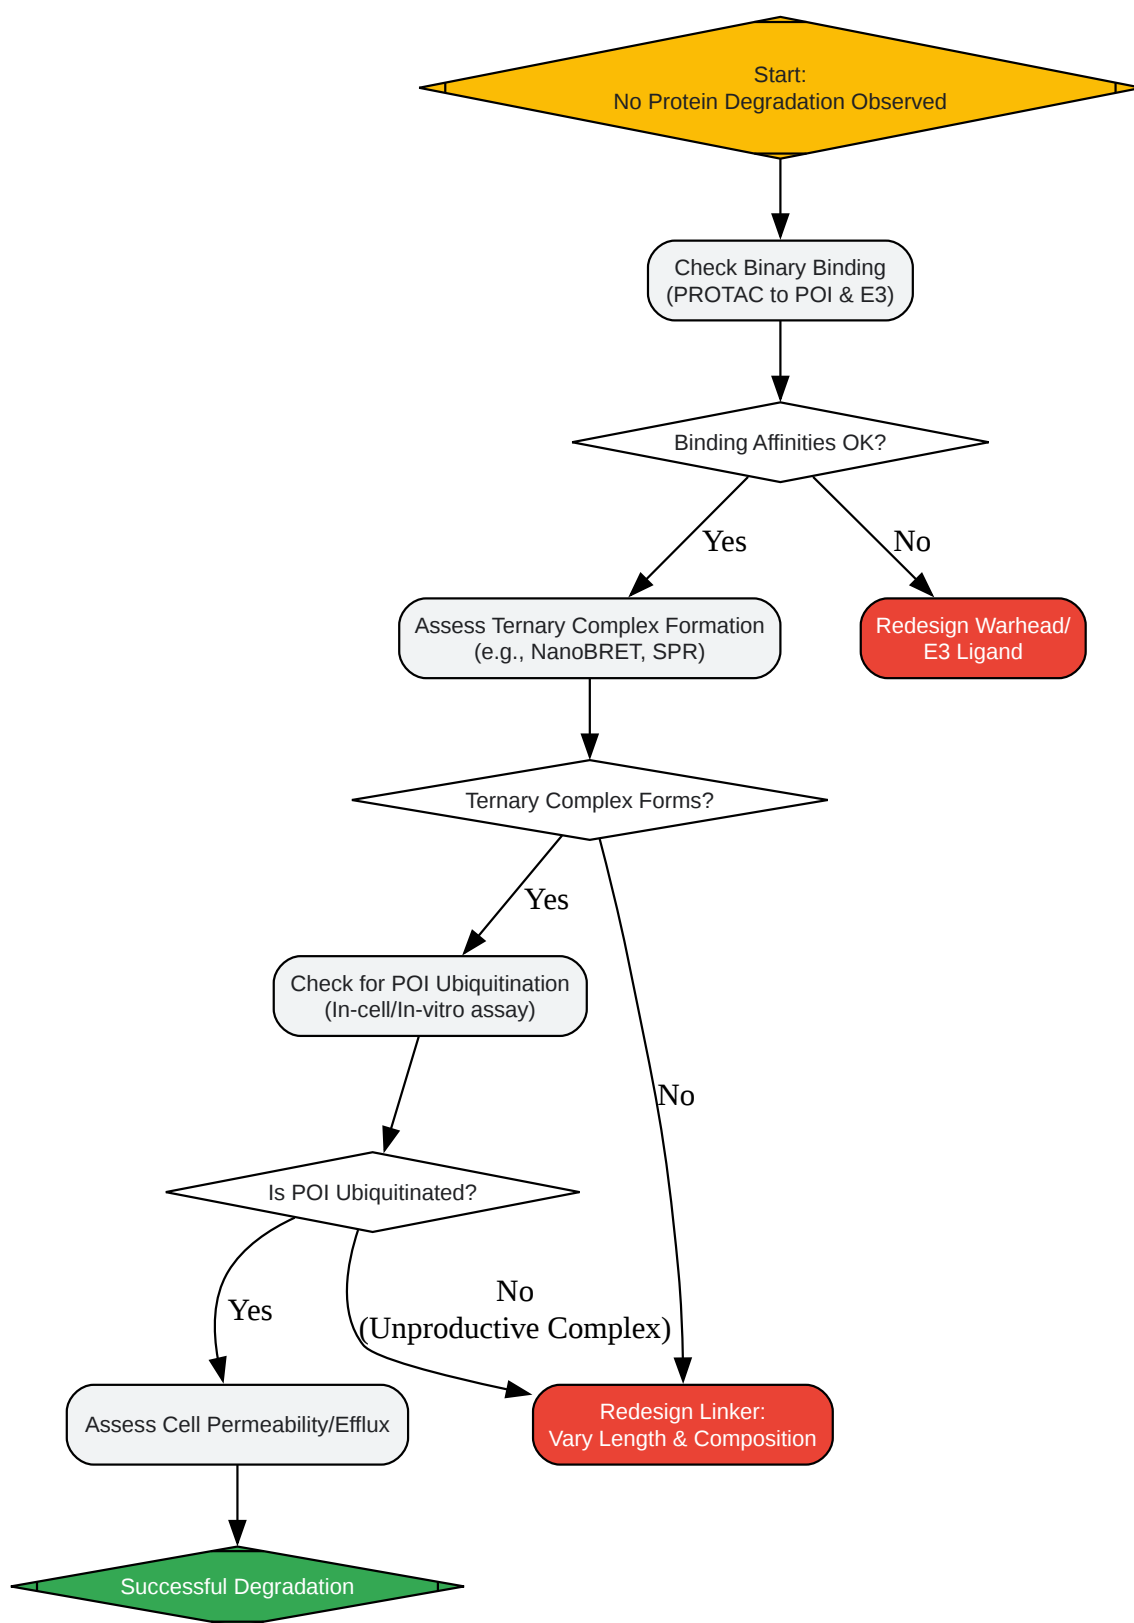 Start:
No Protein Degradation Observed
Check Binary Binding
(PROTAC to POI & E3)
Binding Affinities OK?
Yes
No
Assess Ternary Complex Formation
(e.g., NanoBRET, SPR)
Redesign Warhead/
E3 Ligand
Ternary Complex Forms?
Yes
Check for POI Ubiquitination
(In-cell/In-vitro assay)
No
Is POI Ubiquitinated?
Yes
No
(Unproductive Complex)
Assess Cell Permeability/Efflux
Redesign Linker:
Vary Length & Composition
Successful Degradation